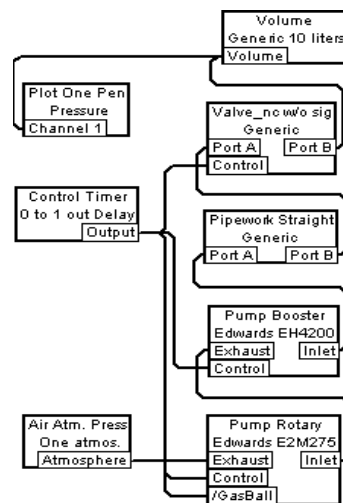 Volume
Generic 10 liters
Volume
Plot One Pen
Pressure
Channel 1
Valve_nc w/o sig
Generic
Port A Port B
Control
Control Timer
0 to 1 out Delay
Output
Pipework Straight
Generic
Port A Port B
Pump Booster
Edwards EH4200
Exhaust Inlet
Control
Air Atm. Press
One atmos.
Atmosphere
Pump Rotary
Edwards E2M275
Exhaust Inlet
Control
/GasBall